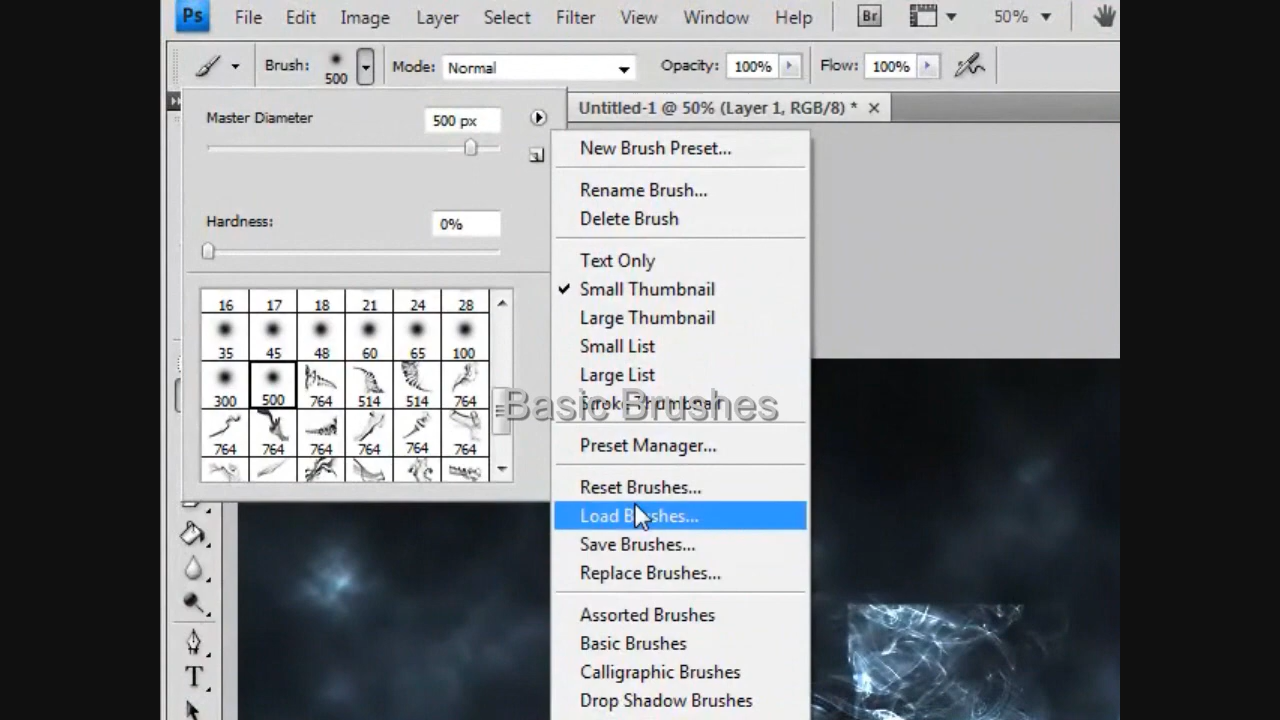 Ps File Edit Image Layer Select Filter View Window Help Br 50%
Brush: 500 Mode: Normal Opacity: 100% Flow: 100%
Untitled-1 @ 50% (Layer 1, RGB/8) *
Master Diameter 500 px
Hardness: 0%
16 17 18 21 24 28
35 45 48 60 65 100
300 500 764 514 514 764
764 764 764 764 764 764
New Brush Preset...
Rename Brush...
Delete Brush
Text Only
Small Thumbnail
Large Thumbnail
Small List
Large List
Stroke Thumbnail
Basic Brushes
Preset Manager...
Reset Brushes...
Load Brushes...
Save Brushes...
Replace Brushes...
Assorted Brushes
Basic Brushes
Calligraphic Brushes
Drop Shadow Brushes
T